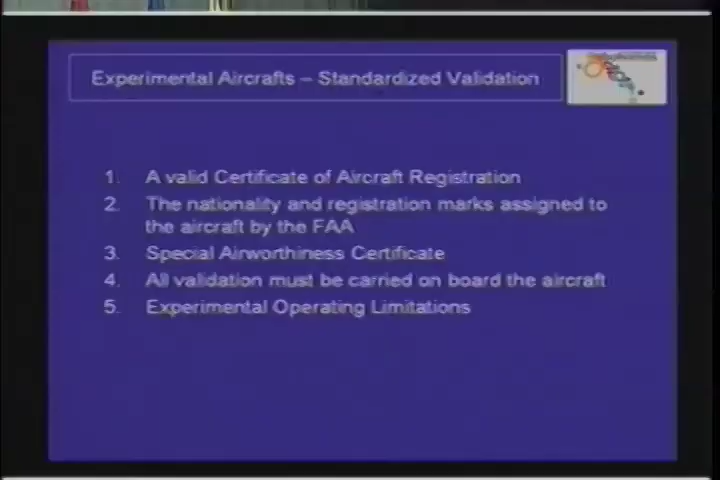 Experimental Aircrafts – Standardized Validation
1. A valid Certificate of Aircraft Registration
2. The nationality and registration marks assigned to
the aircraft by the FAA
3. Special Airworthiness Certificate
4. All validation must be carried on board the aircraft
5. Experimental Operating Limitations